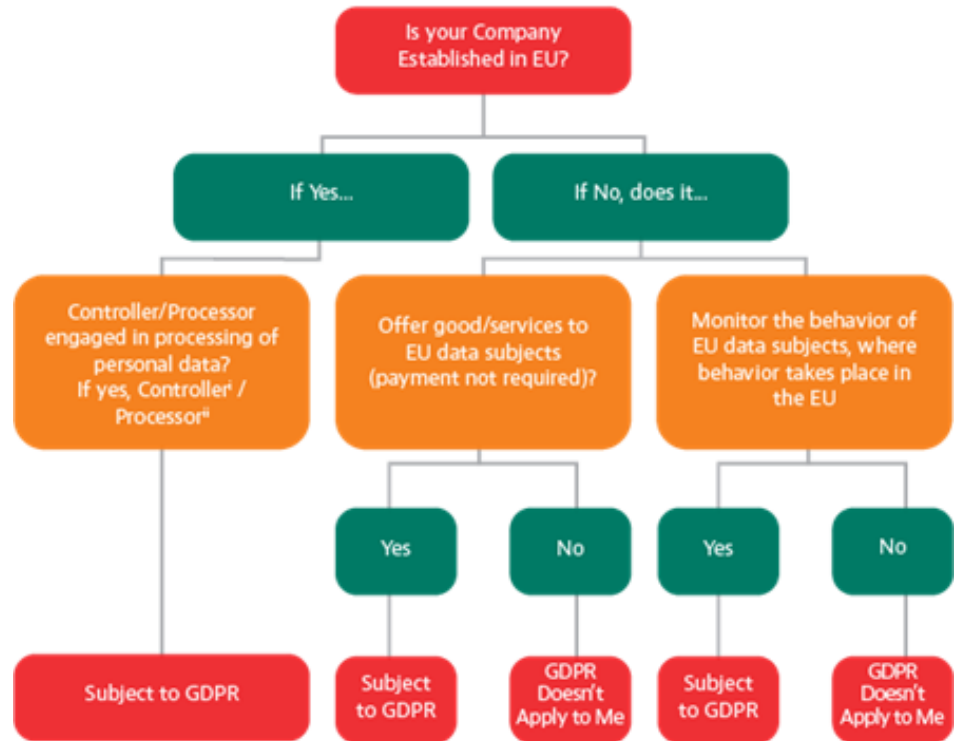 Is your Company
Established in EU?
If Yes...
If No, does it...
Controller/Processor
engaged in processing of
personal data?
If yes, Controllerⁱ /
Processorⁱⁱ
Offer good/services to
EU data subjects
(payment not required)?
Monitor the behavior of
EU data subjects, where
behavior takes place in
the EU
Yes
No
Yes
No
Subject to GDPR
Subject
to GDPR
GDPR
Doesn't
Apply to Me
Subject
to GDPR
GDPR
Doesn't
Apply to Me